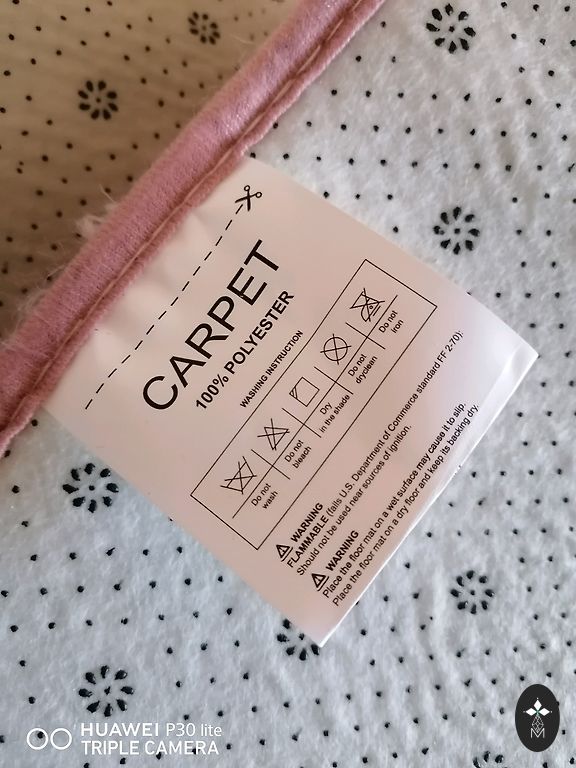 CARPET
100% POLYESTER
WASHING INSTRUCTION
Do not
wash
Do not
bleach
Dry
in the shade
Do not
dryclean
Do not
iron
WARNING
FLAMMABLE (fails U.S. Department of Commerce standard FF 2-70):
Should not be used near sources of ignition.
WARNING
Place the floor mat on a wet surface may cause it to slip.
Place the floor mat on a dry floor and keep its backing dry.
HUAWEI P30 lite
TRIPLE CAMERA
M